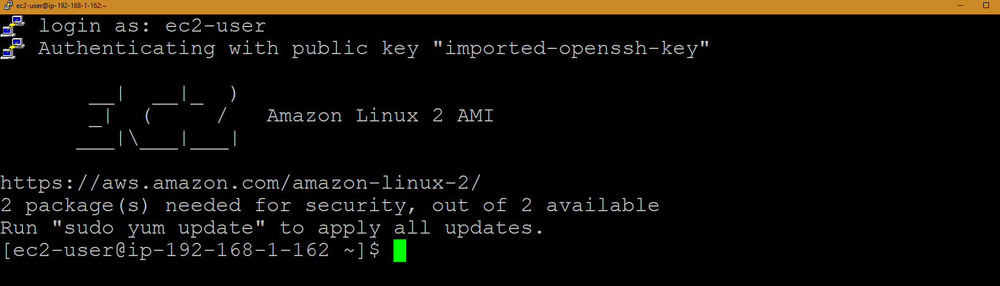 ec2-user@ip-192-168-1-162:~
login as: ec2-user
Authenticating with public key "imported-openssh-key"
       __|  __|_  )
       _|  (     /   Amazon Linux 2 AMI
      ___|\___|___|
https://aws.amazon.com/amazon-linux-2/
2 package(s) needed for security, out of 2 available
Run "sudo yum update" to apply all updates.
[ec2-user@ip-192-168-1-162 ~]$